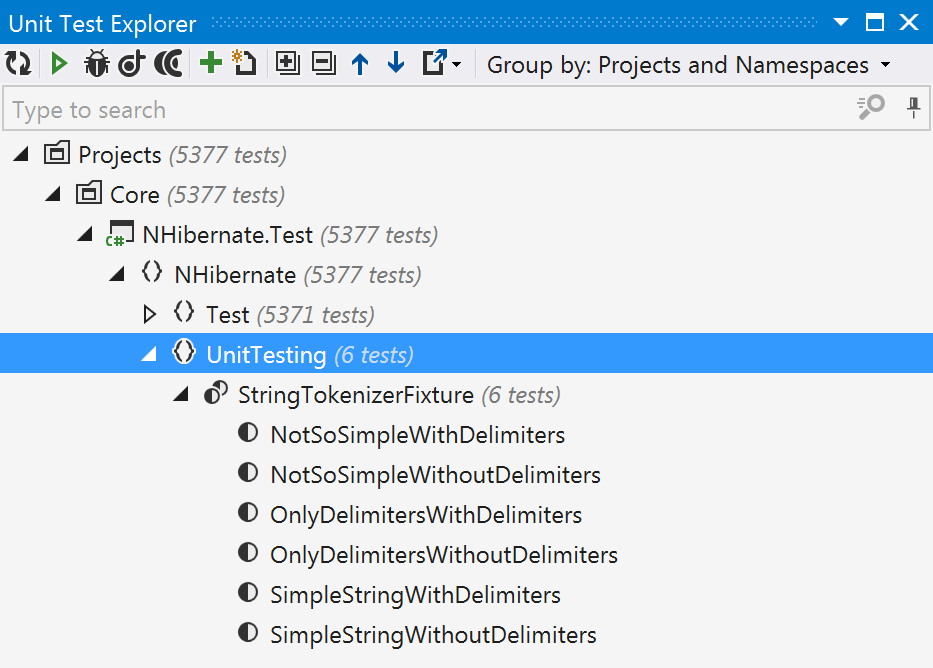 Unit Test Explorer
Group by: Projects and Namespaces
Type to search
Projects (5377 tests)
Core (5377 tests)
C# NHibernate.Test (5377 tests)
NHibernate (5377 tests)
Test (5371 tests)
UnitTesting (6 tests)
StringTokenizerFixture (6 tests)
NotSoSimpleWithDelimiters
NotSoSimpleWithoutDelimiters
OnlyDelimitersWithDelimiters
OnlyDelimitersWithoutDelimiters
SimpleStringWithDelimiters
SimpleStringWithoutDelimiters